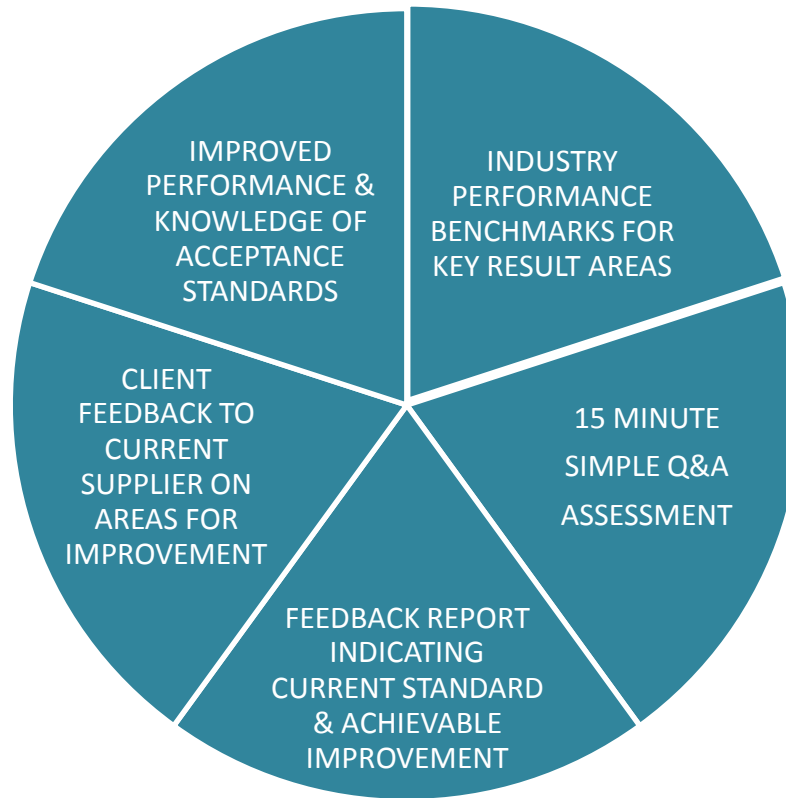 INDUSTRY
PERFORMANCE
BENCHMARKS FOR
KEY RESULT AREAS
15 MINUTE
SIMPLE Q&A
ASSESSMENT
FEEDBACK REPORT
INDICATING
CURRENT STANDARD
& ACHIEVABLE
IMPROVEMENT
CLIENT
FEEDBACK TO
CURRENT
SUPPLIER ON
AREAS FOR
IMPROVEMENT
IMPROVED
PERFORMANCE &
KNOWLEDGE OF
ACCEPTANCE
STANDARDS